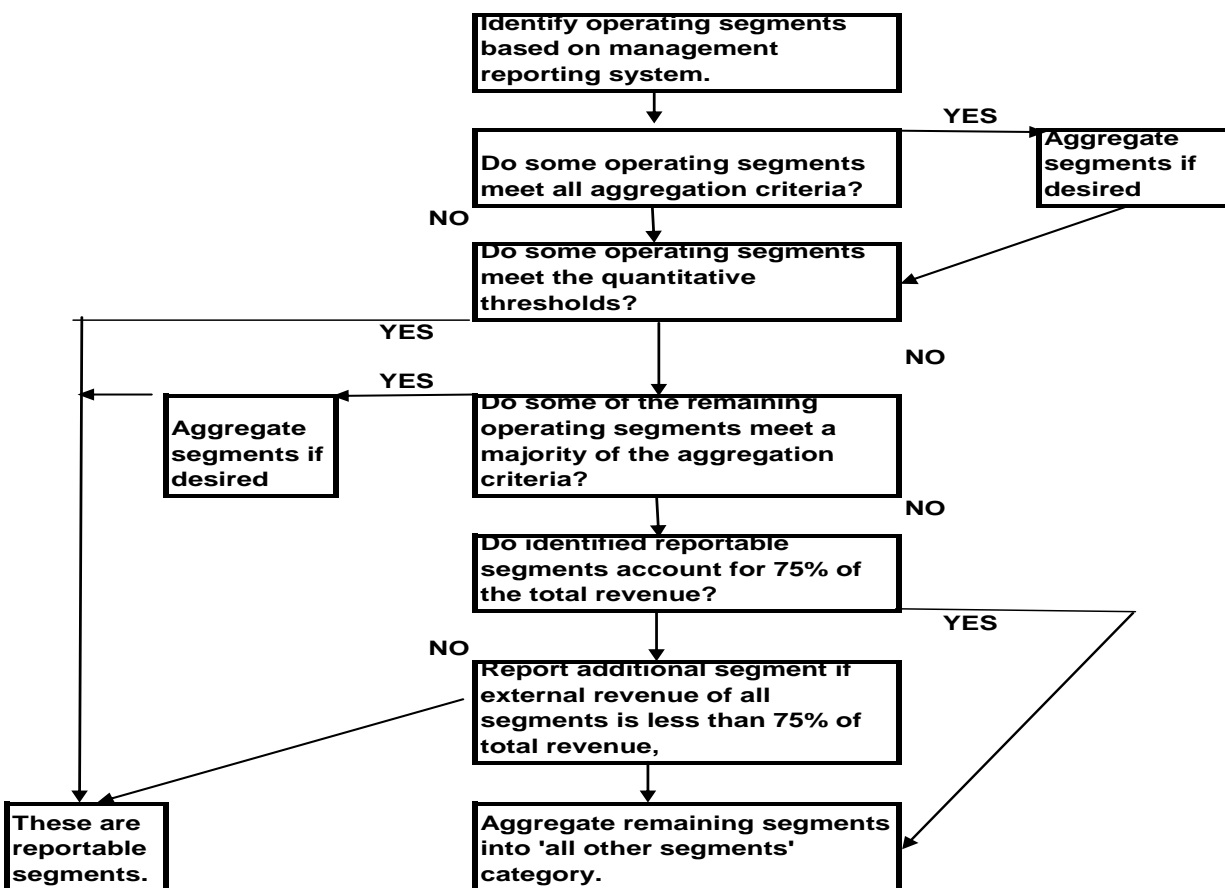 Identify operating segments
based on management
reporting system.
YES
Do some operating segments
meet all aggregation criteria?
Aggregate
segments if
desired
NO
Do some operating segments
meet the quantitative
thresholds?
YES
NO
YES
Aggregate
segments if
desired
Do some of the remaining
operating segments meet a
majority of the aggregation
criteria?
NO
Do identified reportable
segments account for 75% of
the total revenue?
YES
NO
Report additional segment if
external revenue of all
segments is less than 75% of
total revenue,
These are
reportable
segments.
Aggregate remaining segments
into 'all other segments'
category.